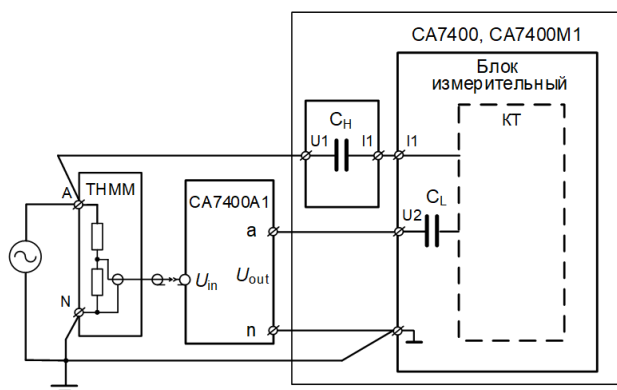 CA7400, CA7400M1
Блок
измерительный
КТ
C_H
U1
I1
I1
A
ТНММ
CA7400A1
C_L
U2
a
U_in
U_out
N
n